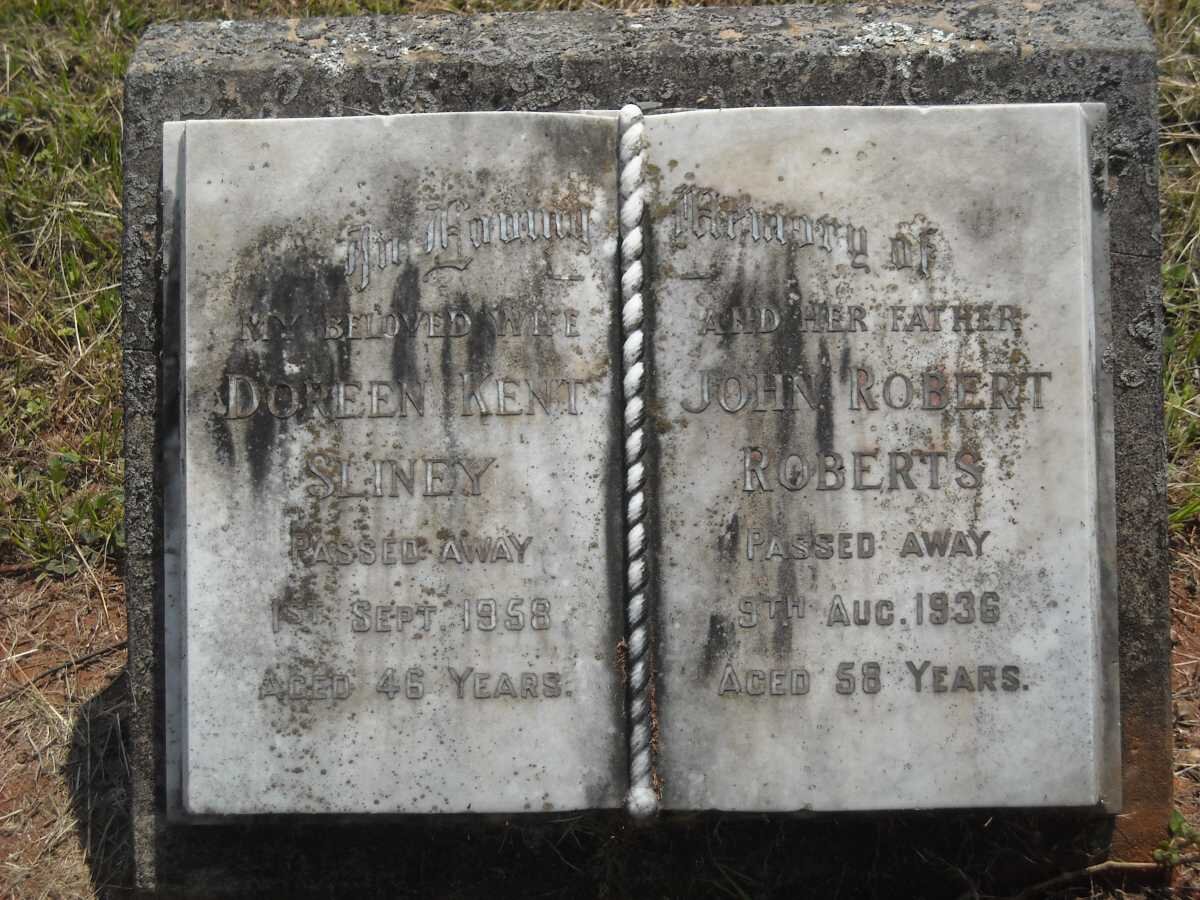 In Loving Memory of
MY BELOVED WIFE
DOREEN KENT
SLINEY
PASSED AWAY
1ST SEPT. 1958
AGED 46 YEARS.
AND HER FATHER
JOHN ROBERT
ROBERTS
PASSED AWAY
9TH AUG. 1936
AGED 58 YEARS.